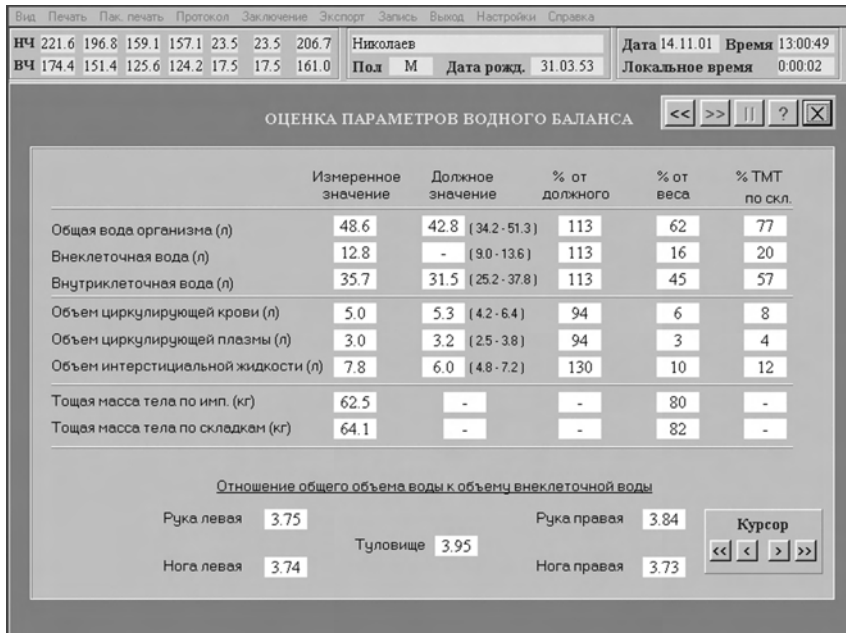 Вид Печать Пак. печать Протокол Заключение Экспорт Запись Выход Настройки Справка
НЧ 221.6 196.8 159.1 157.1 23.5 23.5 206.7 Николаев Дата 14.11.01 Время 13:00:49
ВЧ 174.4 151.4 125.6 124.2 17.5 17.5 161.0 Пол М Дата рожд. 31.03.53 Локальное время 0:00:02
ОЦЕНКА ПАРАМЕТРОВ ВОДНОГО БАЛАНСА << >> || ? X
Измеренное Должное % от % от % ТМТ
значение значение должного веса по скл.
Общая вода организма (л) 48.6 42.8 (34.2 - 51.3) 113 62 77
Внеклеточная вода (л) 12.8 - (9.0 - 13.6) 113 16 20
Внутриклеточная вода (л) 35.7 31.5 (25.2 - 37.8) 113 45 57
Объем циркулирующей крови (л) 5.0 5.3 (4.2 - 6.4) 94 6 8
Объем циркулирующей плазмы (л) 3.0 3.2 (2.5 - 3.8) 94 3 4
Объем интерстициальной жидкости (л) 7.8 6.0 (4.8 - 7.2) 130 10 12
Тощая масса тела по имп. (кг) 62.5 - - 80 -
Тощая масса тела по складкам (кг) 64.1 - - 82 -
Отношение общего объема воды к объему внеклеточной воды
Рука левая 3.75 Рука правая 3.84 Курсор
Туловище 3.95 << < > >>
Нога левая 3.74 Нога правая 3.73